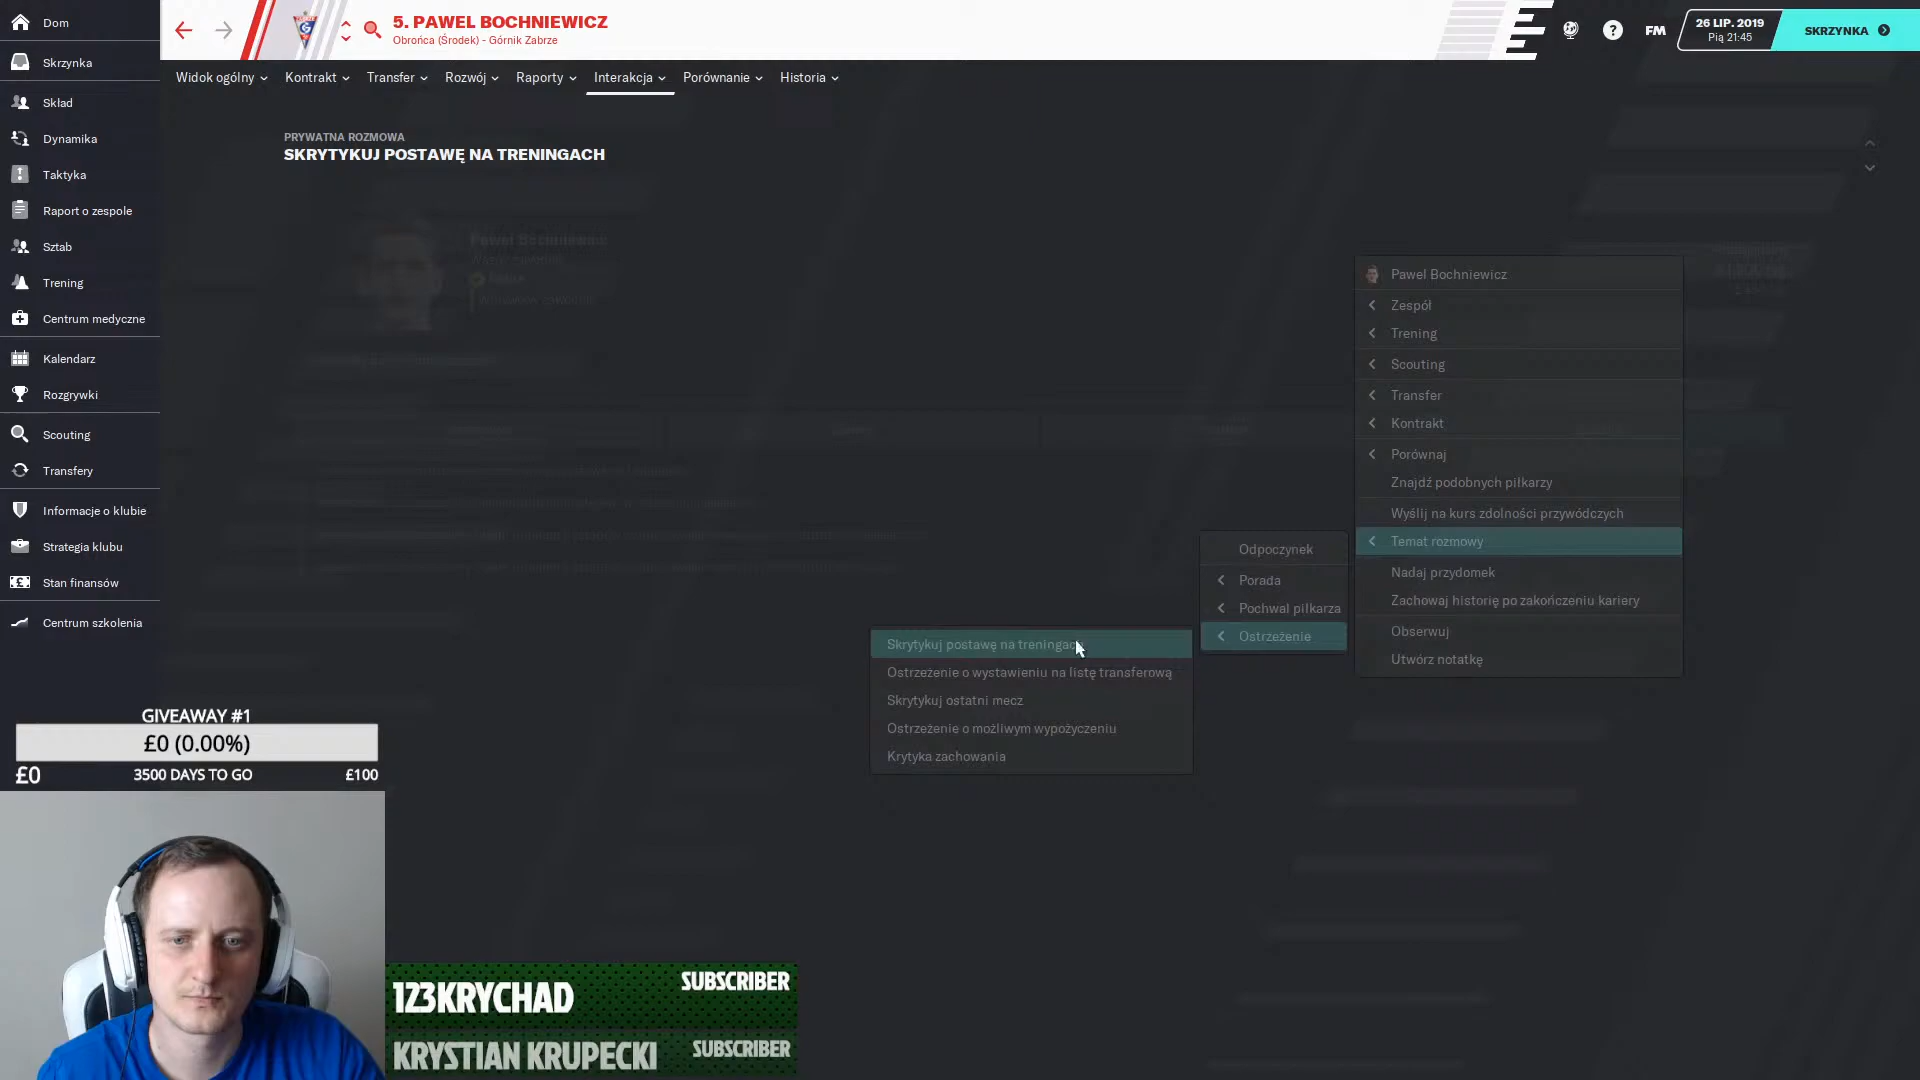 Dom
Skrzynka
Skład
Dynamika
Taktyka
Raport o zespole
Sztab
Trening
Centrum medyczne
Kalendarz
Rozgrywki
Scouting
Transfery
Informacje o klubie
Strategia klubu
Stan finansów
Centrum szkolenia
5. PAWEL BOCHNIEWICZ
Obrońca (Środek) - Górnik Zabrze
FM
26 LIP. 2019
Pią 21:45
SKRZYNKA
Widok ogólny
Kontrakt
Transfer
Rozwój
Raporty
Interakcja
Porównanie
Historia
PRYWATNA ROZMOWA
SKRYTYKUJ POSTAWĘ NA TRENINGACH
Pawel Bochniewicz
Pawel Bochniewicz
Zespół
Trening
Scouting
Transfer
Kontrakt
Porównaj
Znajdź podobnych piłkarzy
Wyślij na kurs zdolności przywódczych
Temat rozmowy
Nadaj przydomek
Zachowaj historię po zakończeniu kariery
Obserwuj
Utwórz notatkę
Odpoczynek
Porada
Pochwal piłkarza
Ostrzeżenie
Skrytykuj postawę na treningach
Ostrzeżenie o wystawieniu na listę transferową
Skrytykuj ostatni mecz
Ostrzeżenie o możliwym wypożyczeniu
Krytyka zachowania
GIVEAWAY #1
£0 (0.00%)
£0 3500 DAYS TO GO £100
123KRYCHAD SUBSCRIBER
KRYSTIAN KRUPECKI SUBSCRIBER